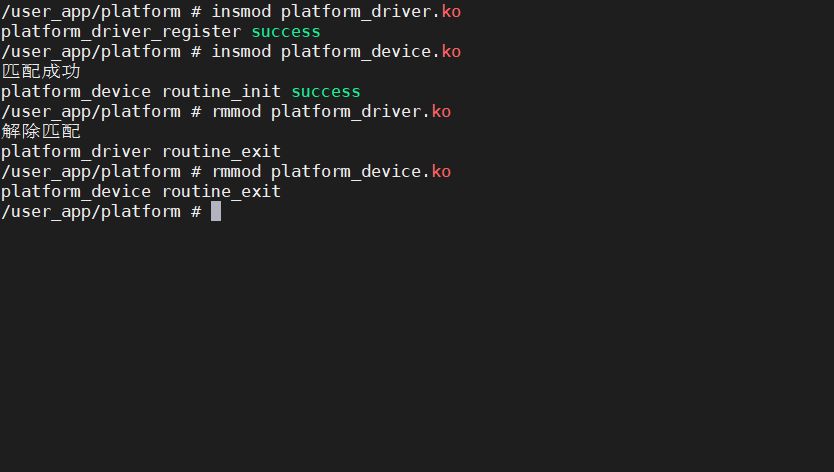 /user_app/platform # insmod platform_driver.ko
platform_driver_register success
/user_app/platform # insmod platform_device.ko
匹配成功
platform_device routine_init success
/user_app/platform # rmmod platform_driver.ko
解除匹配
platform_driver routine_exit
/user_app/platform # rmmod platform_device.ko
platform_device routine_exit
/user_app/platform #